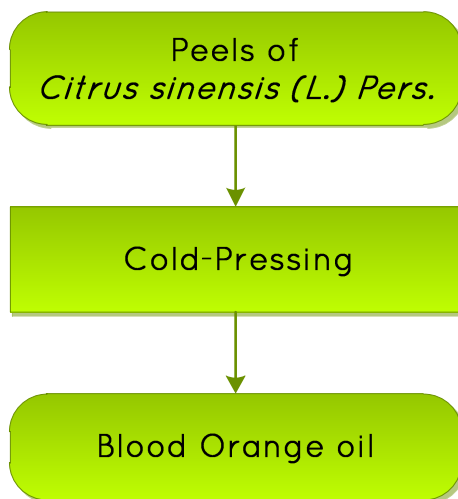 Peels of
Citrus sinensis (L.) Pers.
Cold-Pressing
Blood Orange oil